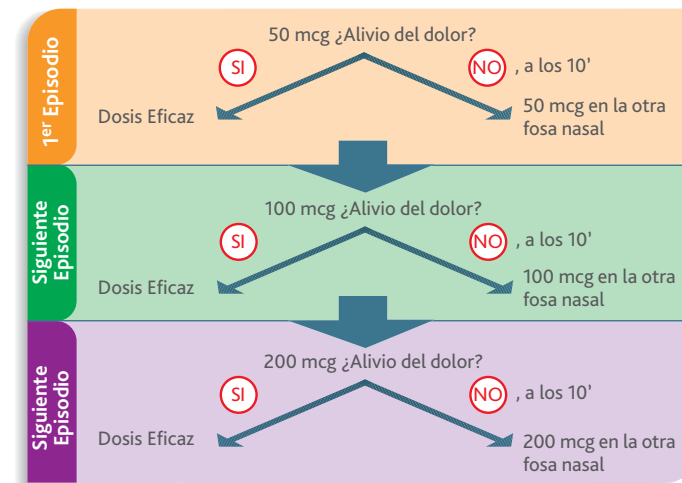 1er Episodio
50 mcg ¿Alivio del dolor?
SI
NO , a los 10’
Dosis Eficaz
50 mcg en la otra
fosa nasal
Siguiente
Episodio
100 mcg ¿Alivio del dolor?
SI
NO , a los 10’
Dosis Eficaz
100 mcg en la otra
fosa nasal
Siguiente
Episodio
200 mcg ¿Alivio del dolor?
SI
NO , a los 10’
Dosis Eficaz
200 mcg en la otra
fosa nasal